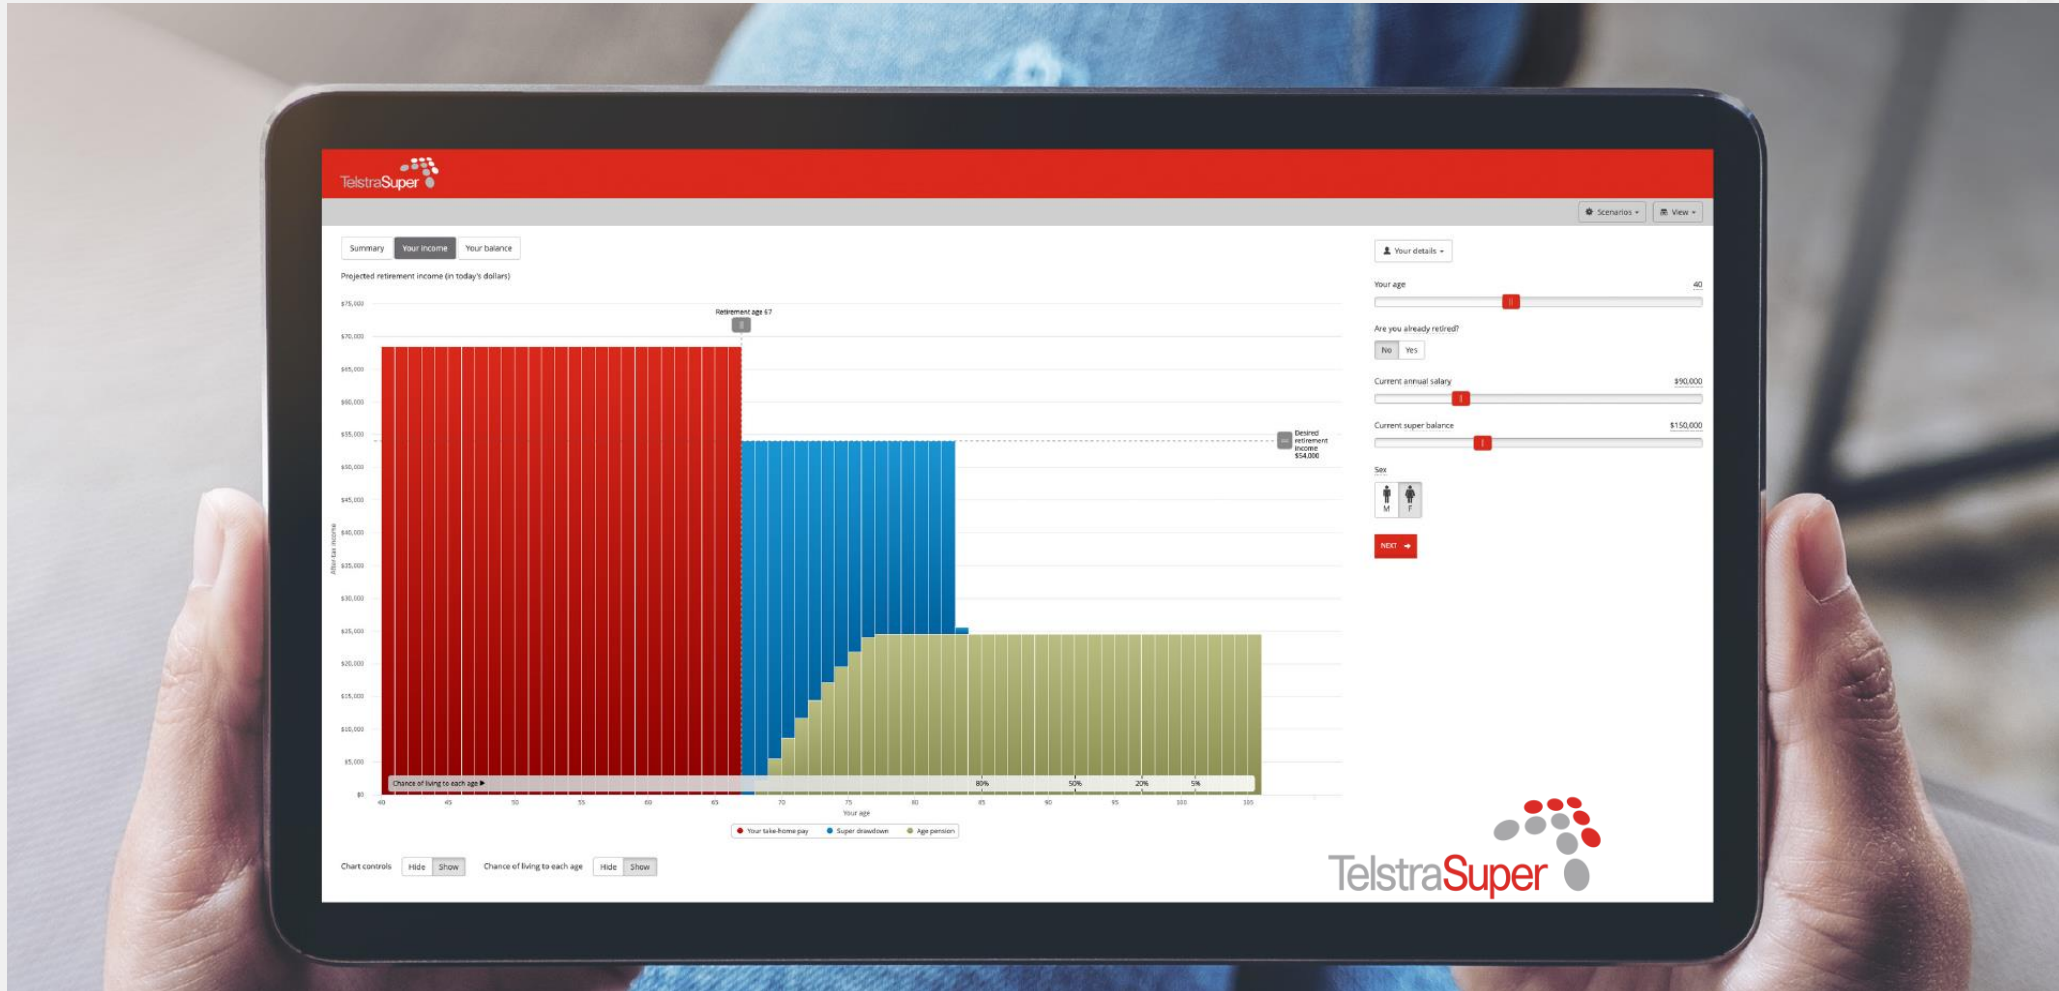 TelstraSuper
Scenarios
View
Summary
Your income
Your balance
Projected retirement income (in today's dollars)
$75,000
$70,000
$65,000
$60,000
$55,000
$50,000
$45,000
$40,000
$35,000
$30,000
$25,000
$20,000
$15,000
$10,000
$5,000
$0
After-tax income
Retirement age 67
Desired
retirement
income
$54,000
Chance of living to each age ▶ 80% 50% 20% 5%
40 45 50 55 60 65 70 75 80 85 90 95 100 105
Your age
Your take-home pay Super drawdown Age pension
Chart controls Hide Show Chance of living to each age Hide Show
Your details
Your age 40
Are you already retired?
No Yes
Current annual salary $90,000
Current super balance $150,000
Sex
M F
NEXT
TelstraSuper